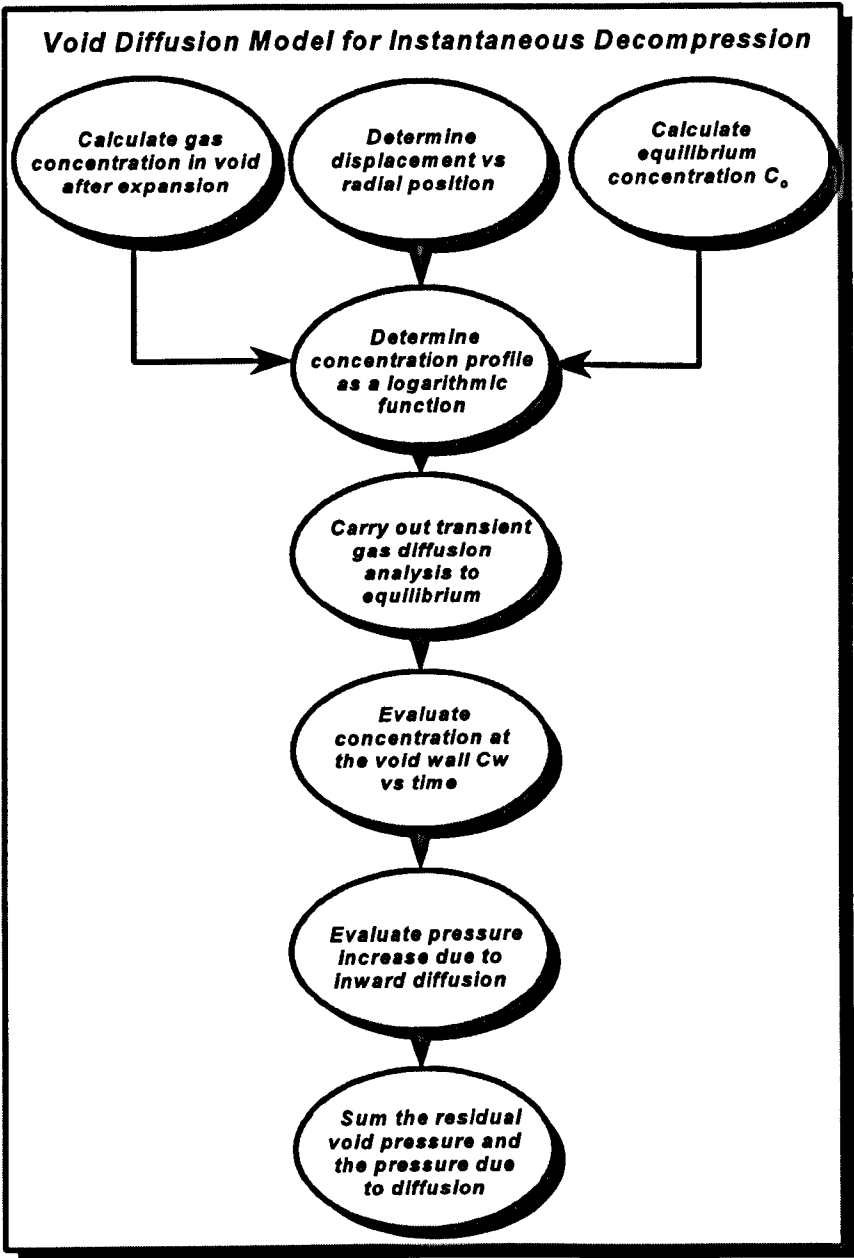 Void Diffusion Model for Instantaneous Decompression
Calculate gas
concentration in void
after expansion
Determine
displacement vs
radial position
Calculate
equilibrium
concentration Co
Determine
concentration profile
as a logarithmic
function
Carry out transient
gas diffusion
analysis to
equilibrium
Evaluate
concentration at
the void wall Cw
vs time
Evaluate pressure
increase due to
inward diffusion
Sum the residual
void pressure and
the pressure due
to diffusion